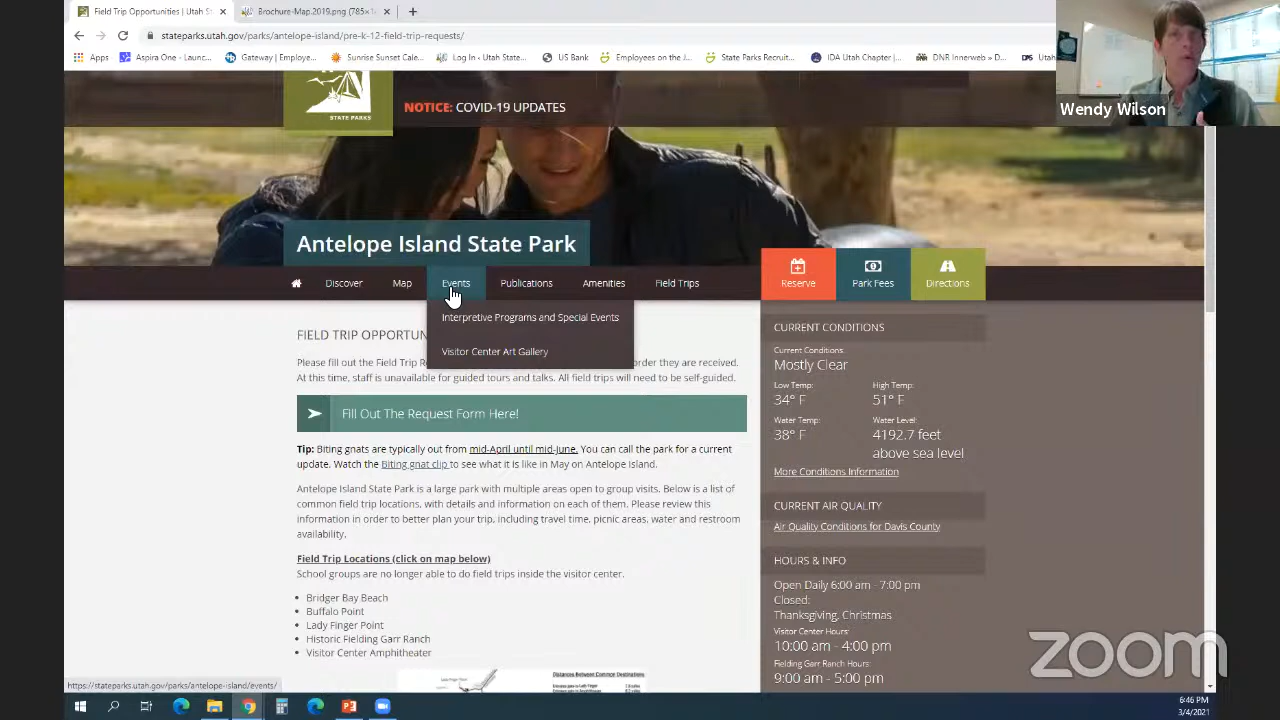 Field Trip Opportunities | Utah St
Brochure-Map.2019.png (785×1
stateparks.utah.gov/parks/antelope-island/pre-k-12-field-trip-requests/
Apps
Aspira One - Launc...
Gateway | Employe...
Sunrise Sunset Cale...
Log In ‹ Utah State...
US Bank
Employees on the J...
State Parks Recruit...
IDA Utah Chapter |...
DNR Innerweb » D...
Utah
Wendy Wilson
STATE PARKS
NOTICE: COVID-19 UPDATES
Antelope Island State Park
Discover
Map
Events
Publications
Amenities
Field Trips
Reserve
Park Fees
Directions
Interpretive Programs and Special Events
Visitor Center Art Gallery
FIELD TRIP OPPORTUN
Please fill out the Field Trip R
order they are received.
At this time, staff is unavailable for guided tours and talks. All field trips will need to be self-guided.
Fill Out The Request Form Here!
Tip: Biting gnats are typically out from mid-April until mid-June. You can call the park for a current
update. Watch the Biting gnat clip to see what it is like in May on Antelope Island.
Antelope Island State Park is a large park with multiple areas open to group visits. Below is a list of
common field trip locations, with details and information on each of them. Please review this
information in order to better plan your trip, including travel time, picnic areas, water and restroom
availability.
Field Trip Locations (click on map below)
School groups are no longer able to do field trips inside the visitor center.
• Bridger Bay Beach
• Buffalo Point
• Lady Finger Point
• Historic Fielding Garr Ranch
• Visitor Center Amphitheater
Distances Between Common Destinations
CURRENT CONDITIONS
Current Conditions:
Mostly Clear
Low Temp:
34° F
High Temp:
51° F
Water Temp:
38° F
Water Level:
4192.7 feet
above sea level
More Conditions Information
CURRENT AIR QUALITY
Air Quality Conditions for Davis County
HOURS & INFO
Open Daily 6:00 am - 7:00 pm
Closed:
Thanksgiving, Christmas
Visitor Center Hours:
10:00 am - 4:00 pm
Fielding Garr Ranch Hours:
9:00 am - 5:00 pm
zoom
https://stateparks.utah.gov/parks/antelope-island/events/
6:46 PM
3/4/2021